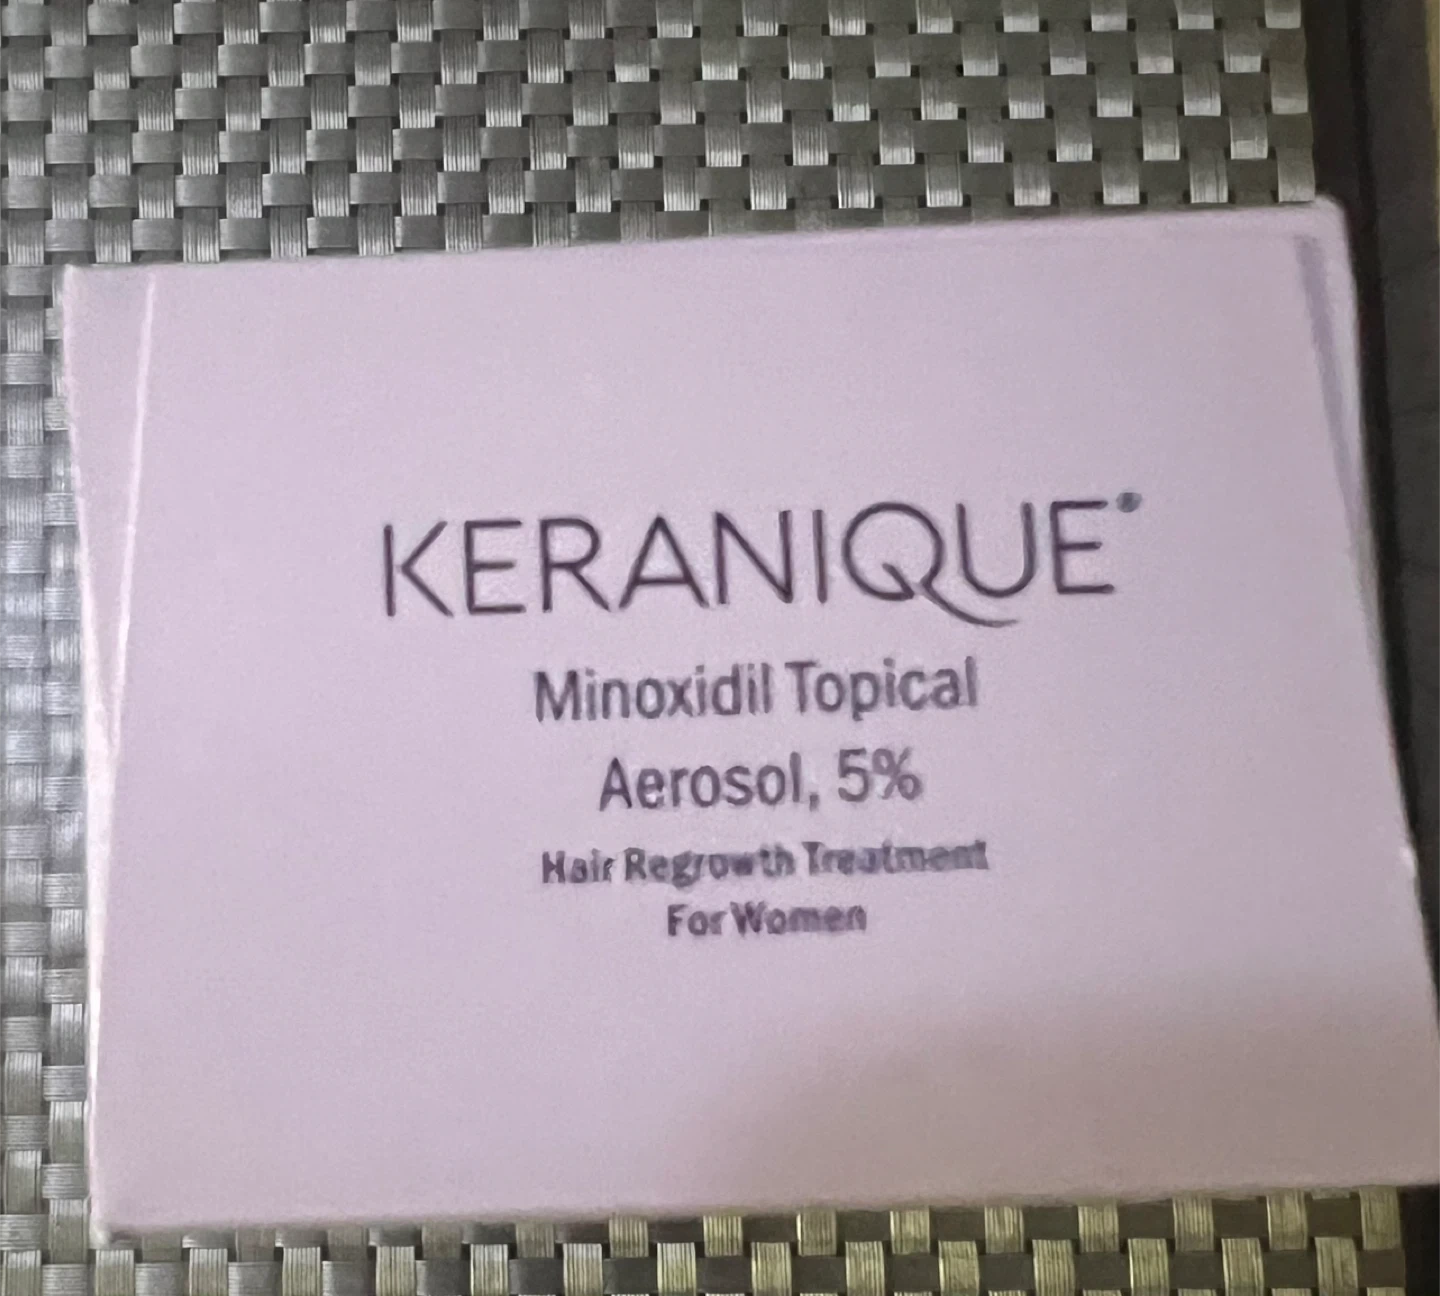 KERANIQUE®
Minoxidil Topical
Aerosol, 5%
Hair Regrowth Treatment
For Women